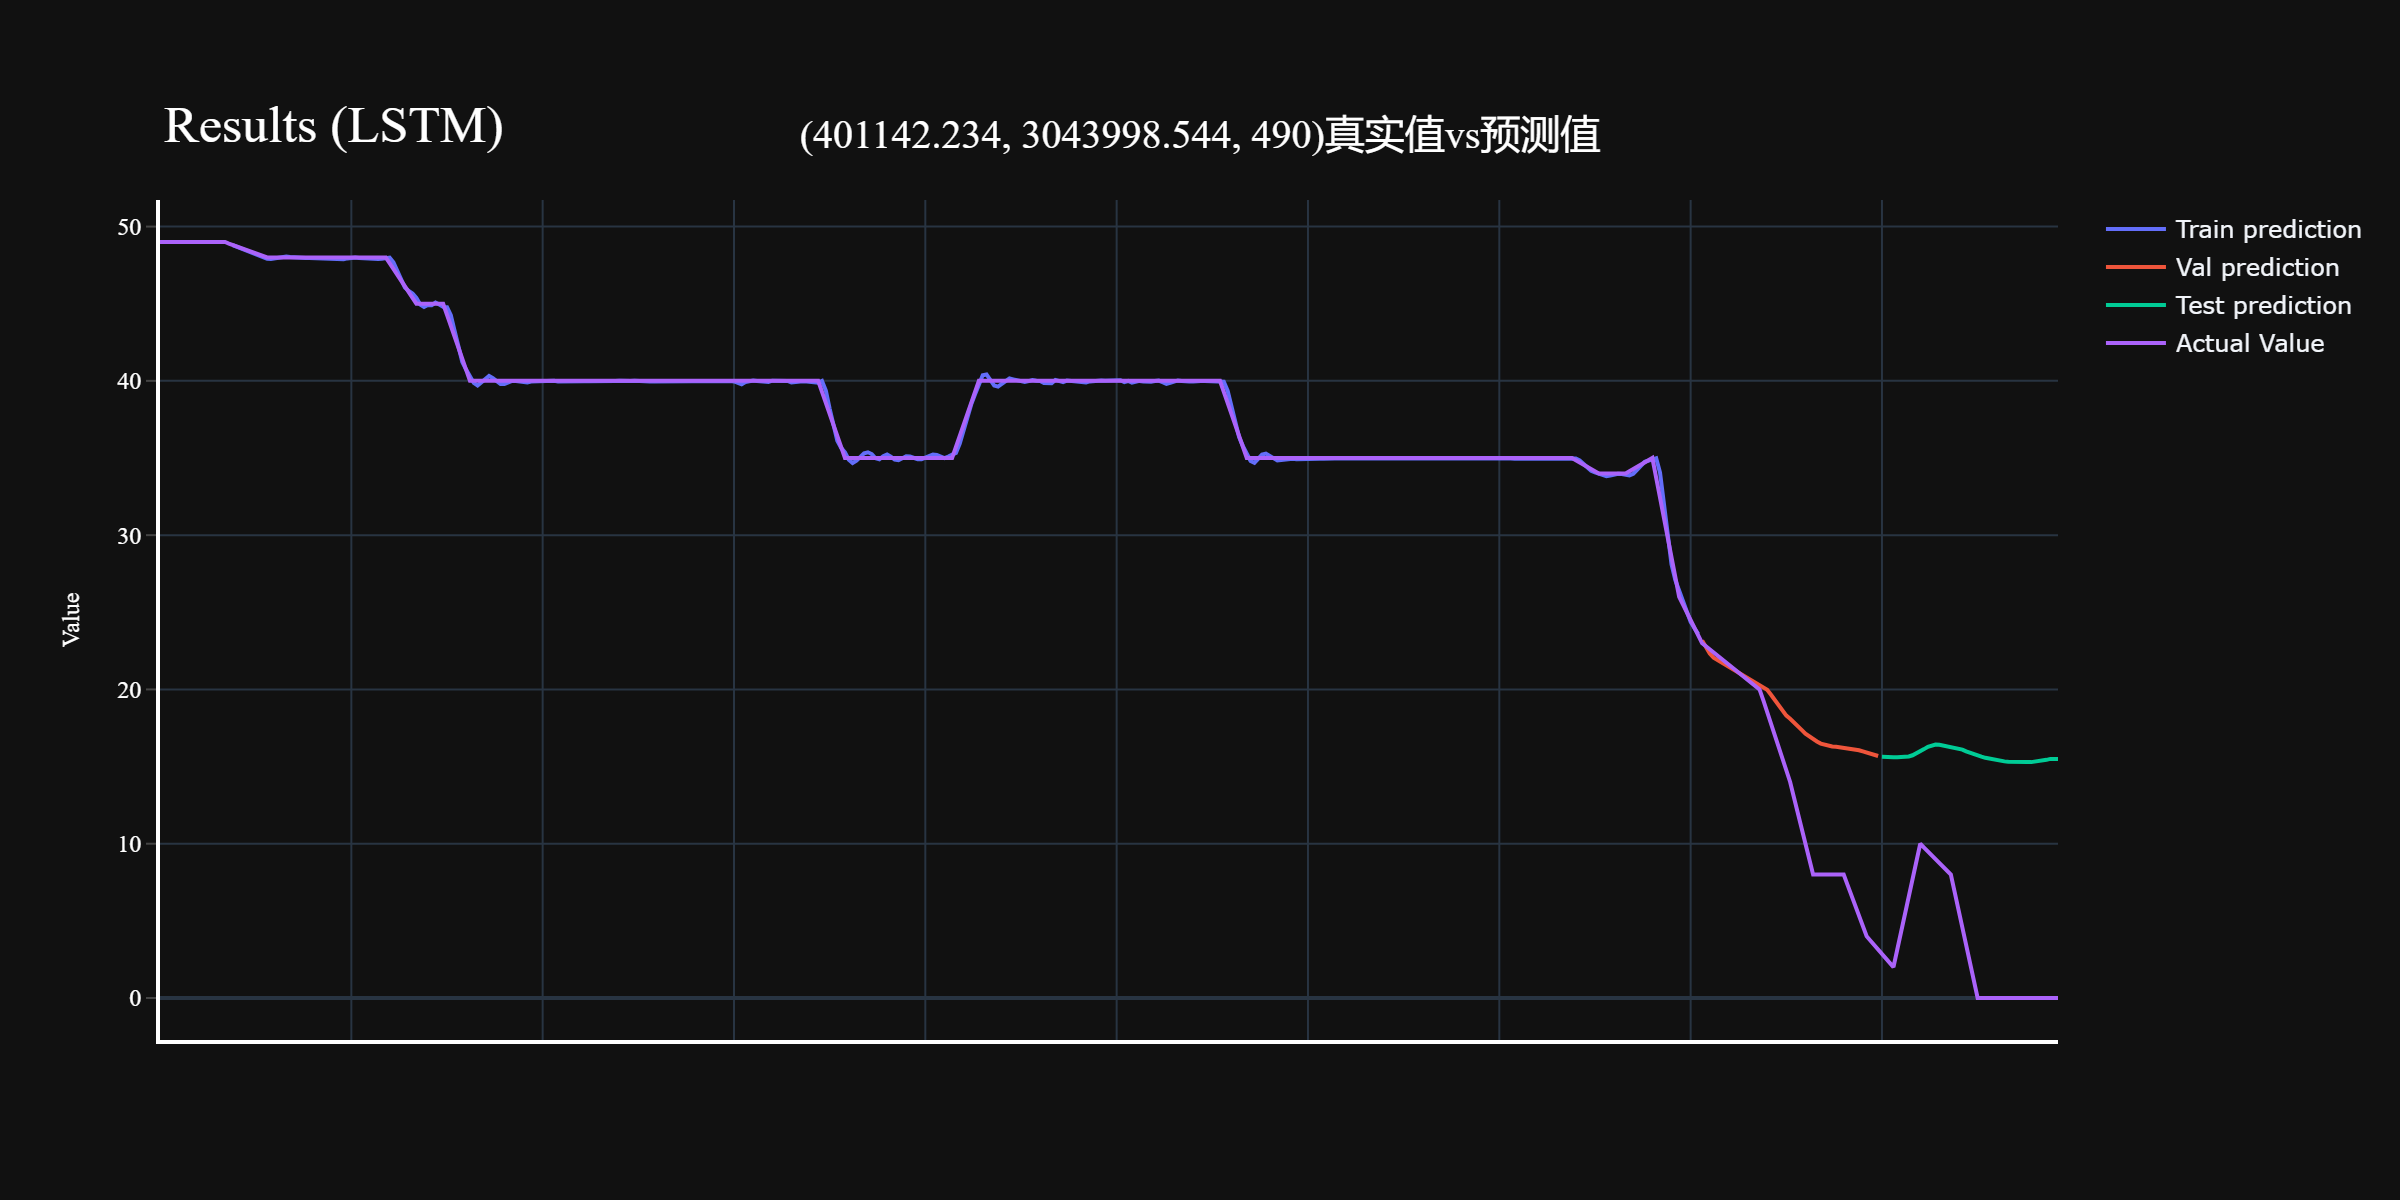 Results (LSTM)
(401142.234, 3043998.544, 490)真实值vs预测值
50
40
30
20
10
0
Value
Train prediction
Val prediction
Test prediction
Actual Value